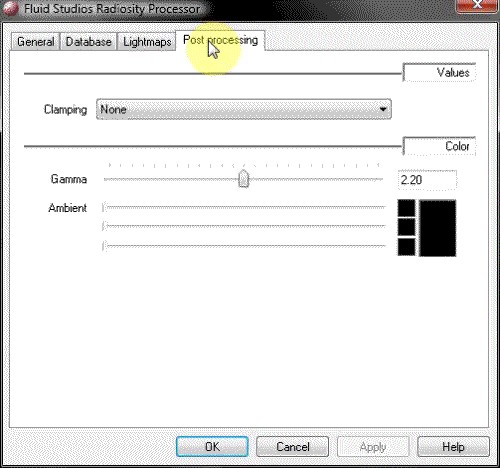 Fluid Studios Radiosity Processor
General Database Lightmaps Post processing
Values
Clamping None
Color
Gamma 2.20
Ambient
OK Cancel Apply Help